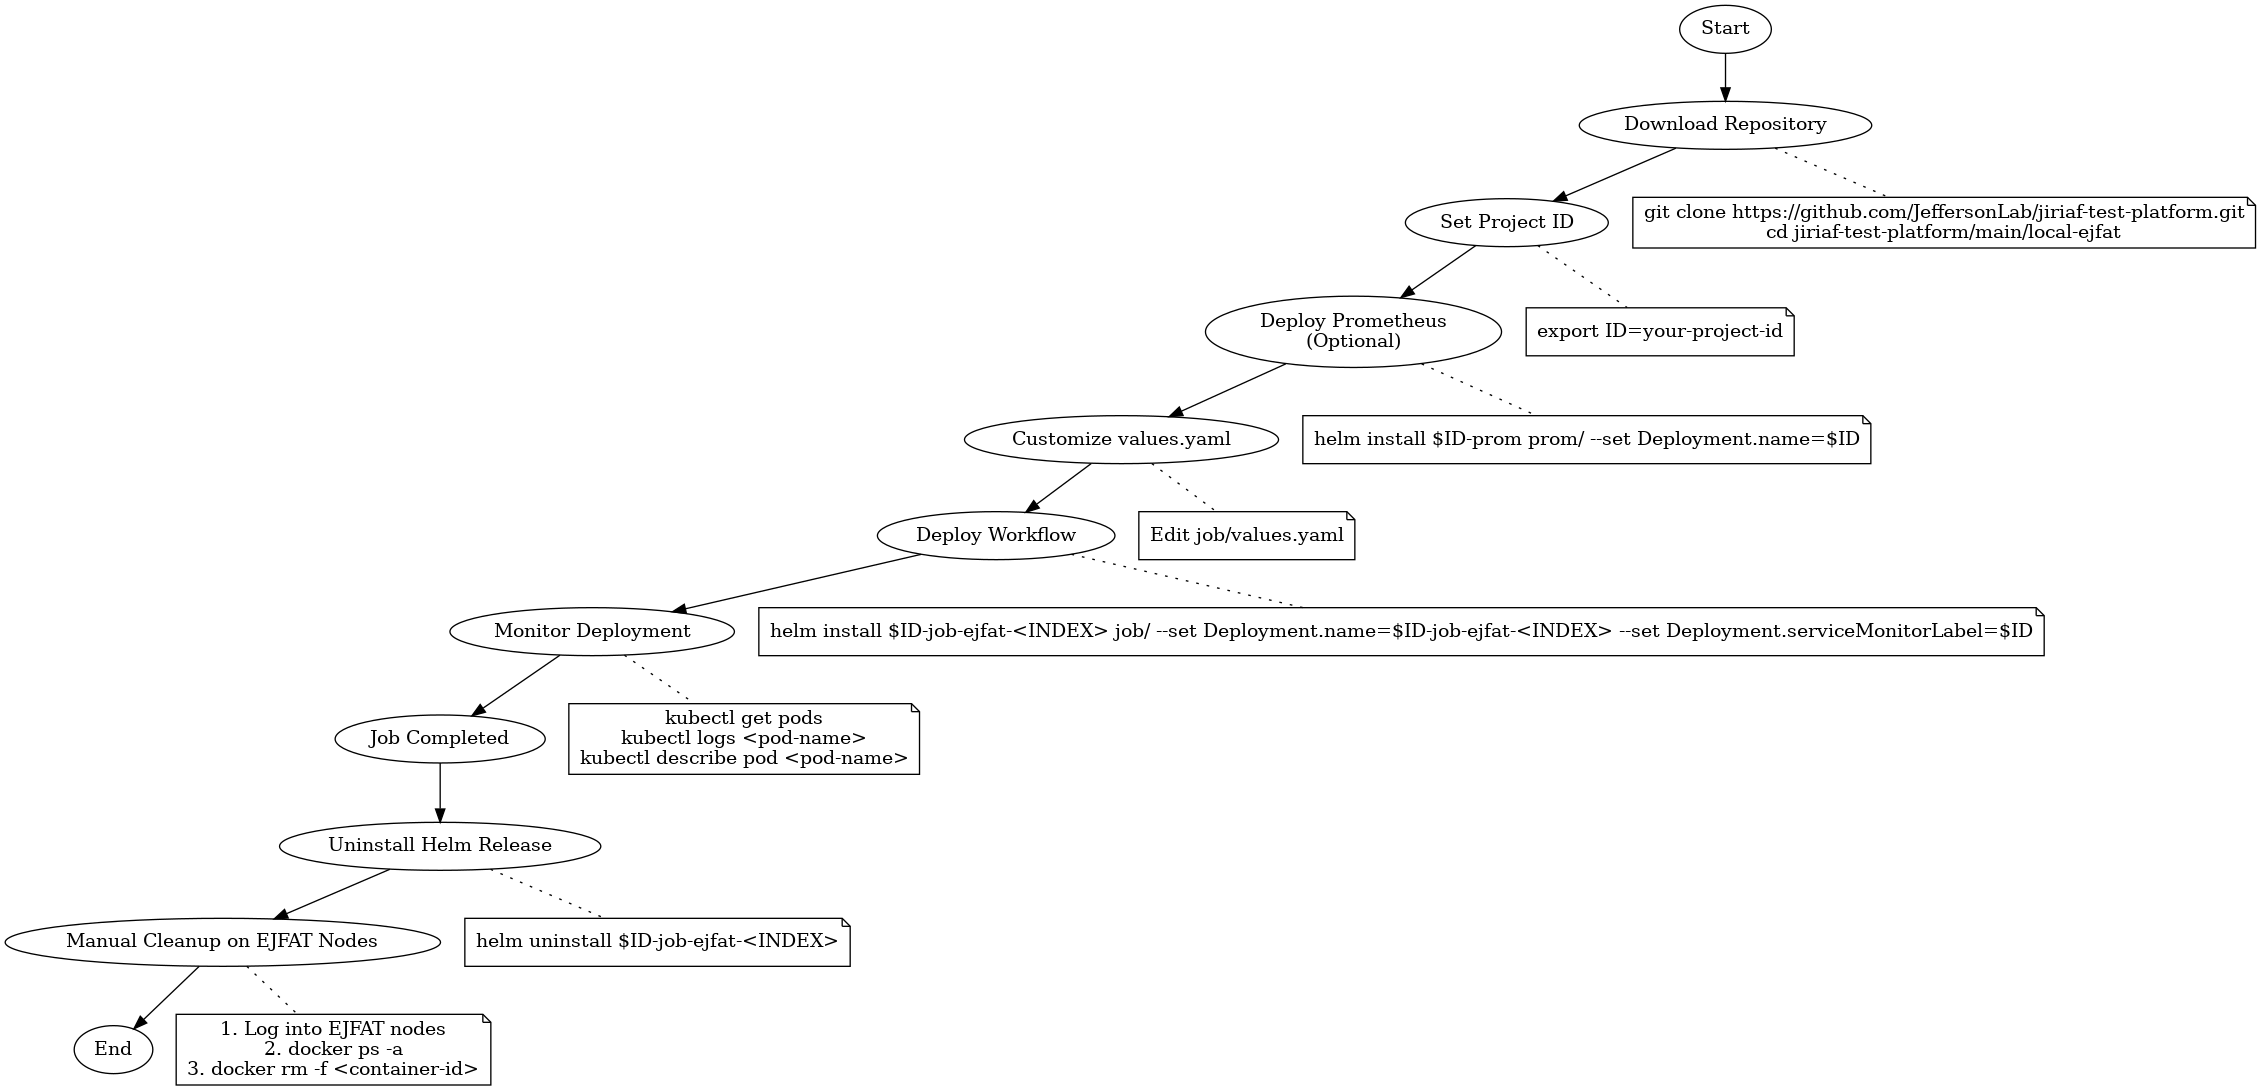 Start
Download Repository
Set Project ID
git clone https://github.com/JeffersonLab/jiriaf-test-platform.git
cd jiriaf-test-platform/main/local-ejfat
Deploy Prometheus
(Optional)
export ID=your-project-id
Customize values.yaml
helm install $ID-prom prom/ --set Deployment.name=$ID
Deploy Workflow
Edit job/values.yaml
Monitor Deployment
helm install $ID-job-ejfat-<INDEX> job/ --set Deployment.name=$ID-job-ejfat-<INDEX> --set Deployment.serviceMonitorLabel=$ID
Job Completed
kubectl get pods
kubectl logs <pod-name>
kubectl describe pod <pod-name>
Uninstall Helm Release
Manual Cleanup on EJFAT Nodes
helm uninstall $ID-job-ejfat-<INDEX>
End
1. Log into EJFAT nodes
2. docker ps -a
3. docker rm -f <container-id>